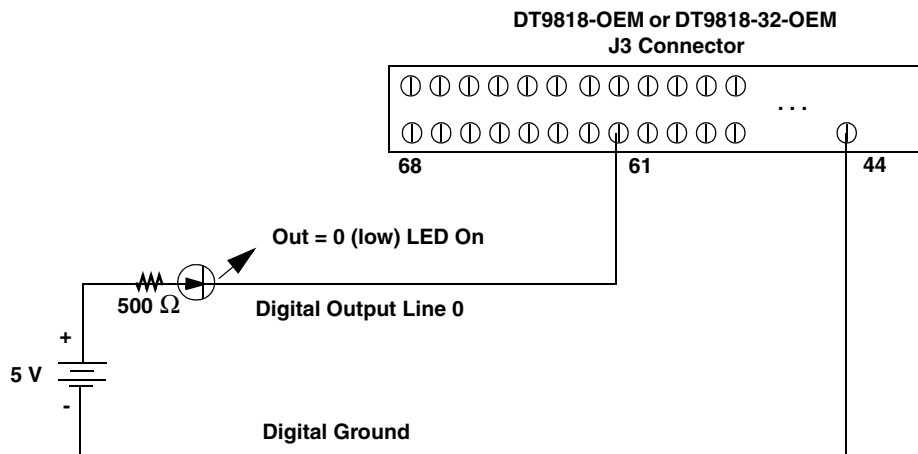 DT9818-OEM or DT9818-32-OEM
J3 Connector
. . .
68
61
44
Out = 0 (low) LED On
500 Ω
Digital Output Line 0
+
5 V
-
Digital Ground